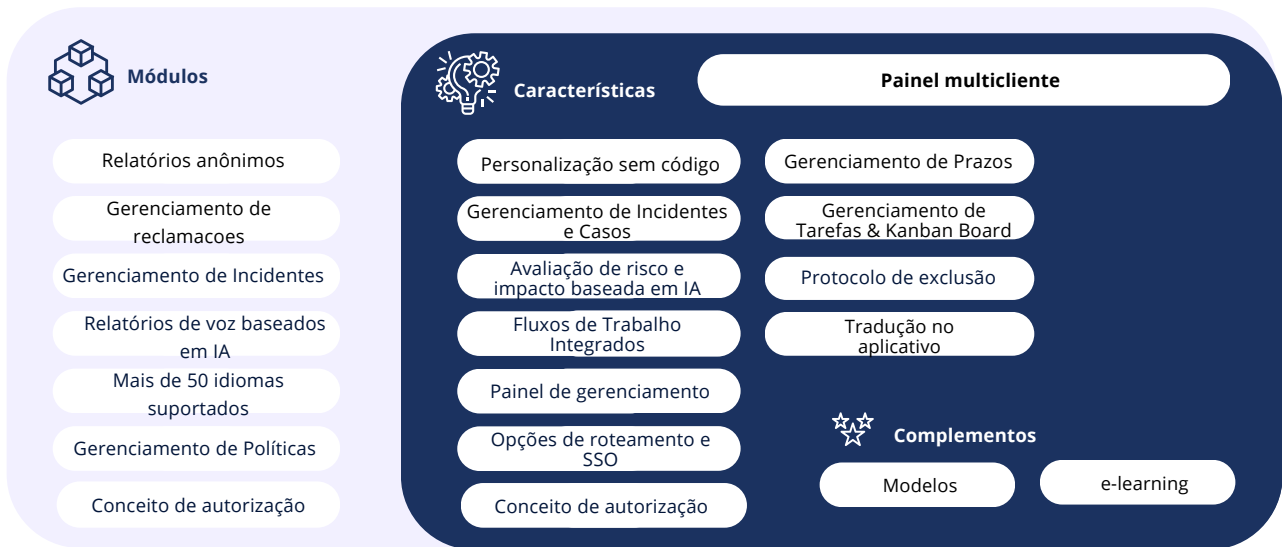 Módulos
Relatórios anônimos
Gerenciamento de
reclamacoes
Gerenciamento de Incidentes
Relatórios de voz baseados
em IA
Mais de 50 idiomas
suportados
Gerenciamento de Políticas
Conceito de autorização
Características
Painel multicliente
Personalização sem código
Gerenciamento de Incidentes
e Casos
Avaliação de risco e
impacto baseada em IA
Fluxos de Trabalho
Integrados
Painel de gerenciamento
Opções de roteamento e
SSO
Conceito de autorização
Gerenciamento de Prazos
Gerenciamento de
Tarefas & Kanban Board
Protocolo de exclusão
Tradução no
aplicativo
Complementos
Modelos
e-learning